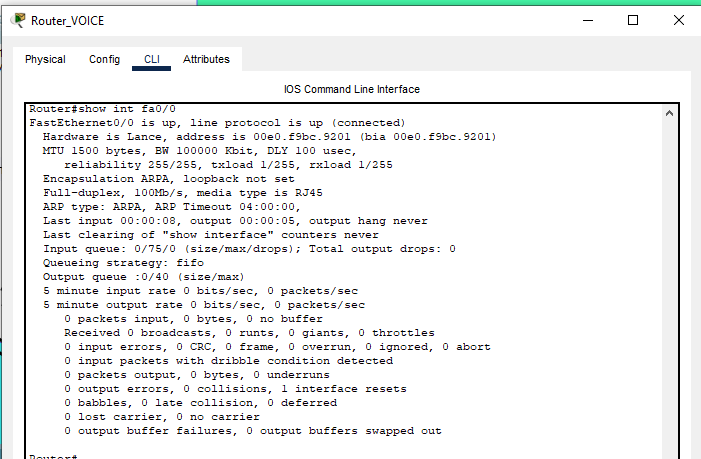 Router_VOICE
Physical Config CLI Attributes
IOS Command Line Interface
Router#show int fa0/0
FastEthernet0/0 is up, line protocol is up (connected)
Hardware is Lance, address is 00e0.f9bc.9201 (bia 00e0.f9bc.9201)
MTU 1500 bytes, BW 100000 Kbit, DLY 100 usec,
reliability 255/255, txload 1/255, rxload 1/255
Encapsulation ARPA, loopback not set
Full-duplex, 100Mb/s, media type is RJ45
ARP type: ARPA, ARP Timeout 04:00:00,
Last input 00:00:08, output 00:00:05, output hang never
Last clearing of "show interface" counters never
Input queue: 0/75/0 (size/max/drops); Total output drops: 0
Queueing strategy: fifo
Output queue :0/40 (size/max)
5 minute input rate 0 bits/sec, 0 packets/sec
5 minute output rate 0 bits/sec, 0 packets/sec
0 packets input, 0 bytes, 0 no buffer
Received 0 broadcasts, 0 runts, 0 giants, 0 throttles
0 input errors, 0 CRC, 0 frame, 0 overrun, 0 ignored, 0 abort
0 input packets with dribble condition detected
0 packets output, 0 bytes, 0 underruns
0 output errors, 0 collisions, 1 interface resets
0 babbles, 0 late collision, 0 deferred
0 lost carrier, 0 no carrier
0 output buffer failures, 0 output buffers swapped out
Router#